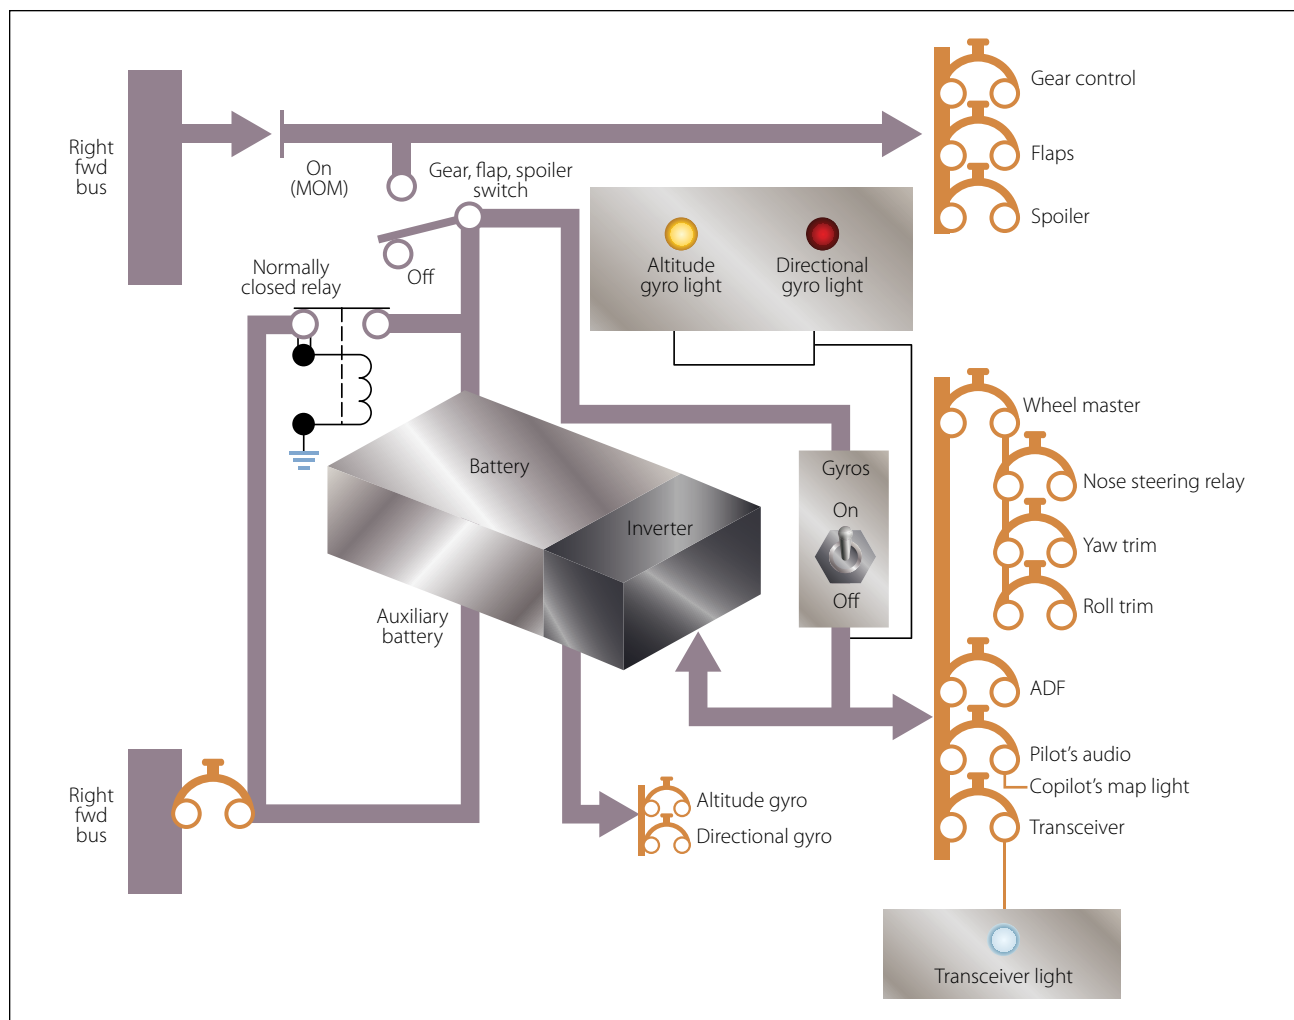 Right
fwd
bus
On
(MOM)
Gear, flap, spoiler
switch
Off
Normally
closed relay
Altitude
gyro light
Directional
gyro light
Gear control
Flaps
Spoiler
Battery
Inverter
Auxiliary
battery
Gyros
On
Off
Wheel master
Nose steering relay
Yaw trim
Roll trim
ADF
Pilot's audio
Copilot's map light
Transceiver
Right
fwd
bus
Altitude gyro
Directional gyro
Transceiver light